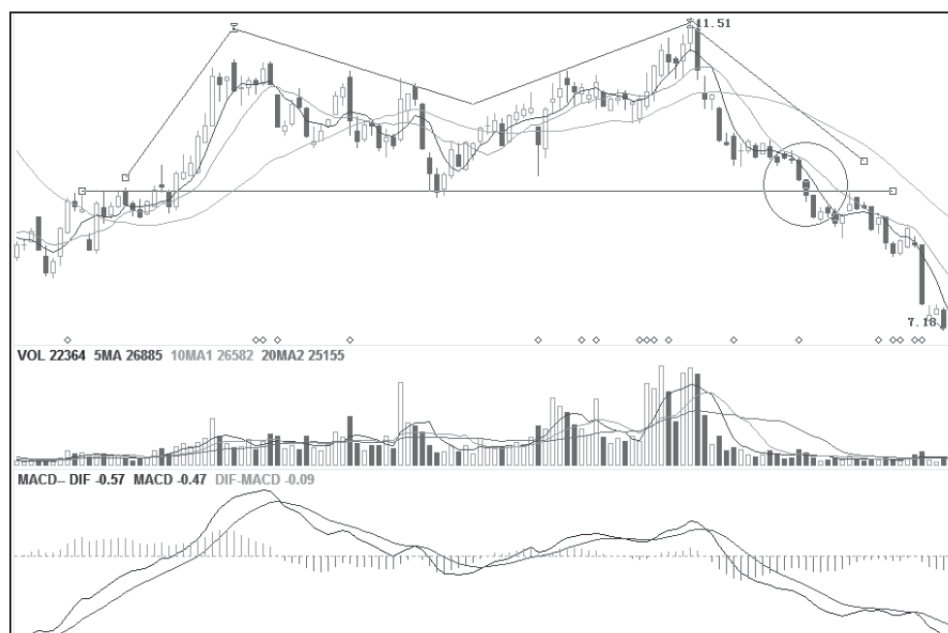 11.51
7.18
VOL 22364 5MA 26885 10MA1 26582 20MA2 25155
MACD-- DIF -0.57 MACD -0.47 DIF-MACD -0.09